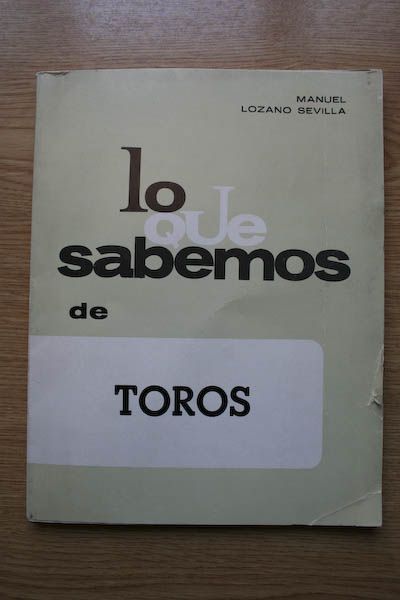 MANUEL
LOZANO SEVILLA
lo
que
sabemos
de
TOROS